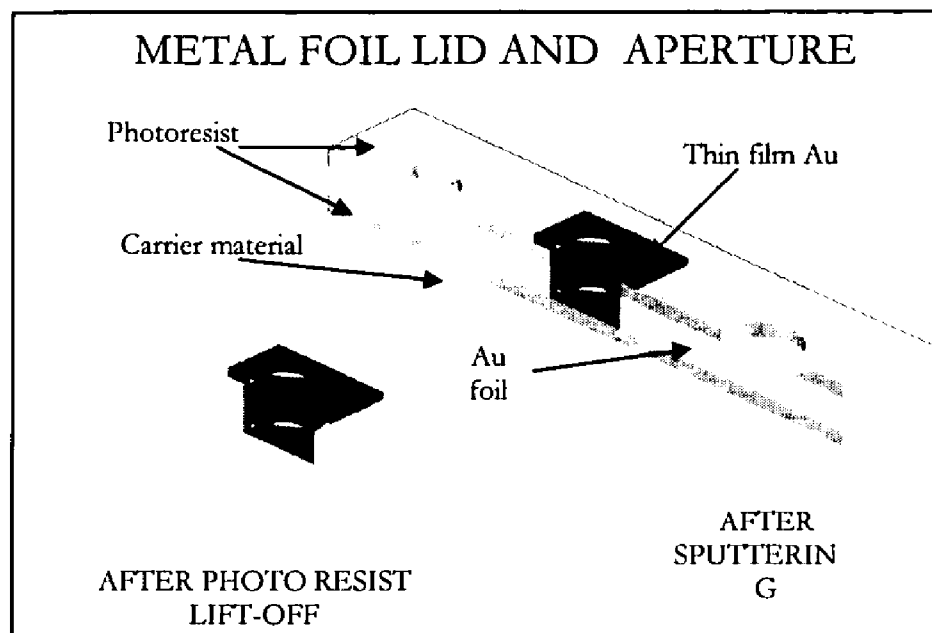 METAL FOIL LID AND APERTURE
Photoresist
Thin film Au
Carrier material
Au
foil
AFTER
SPUTTERIN
G
AFTER PHOTO RESIST
LIFT-OFF